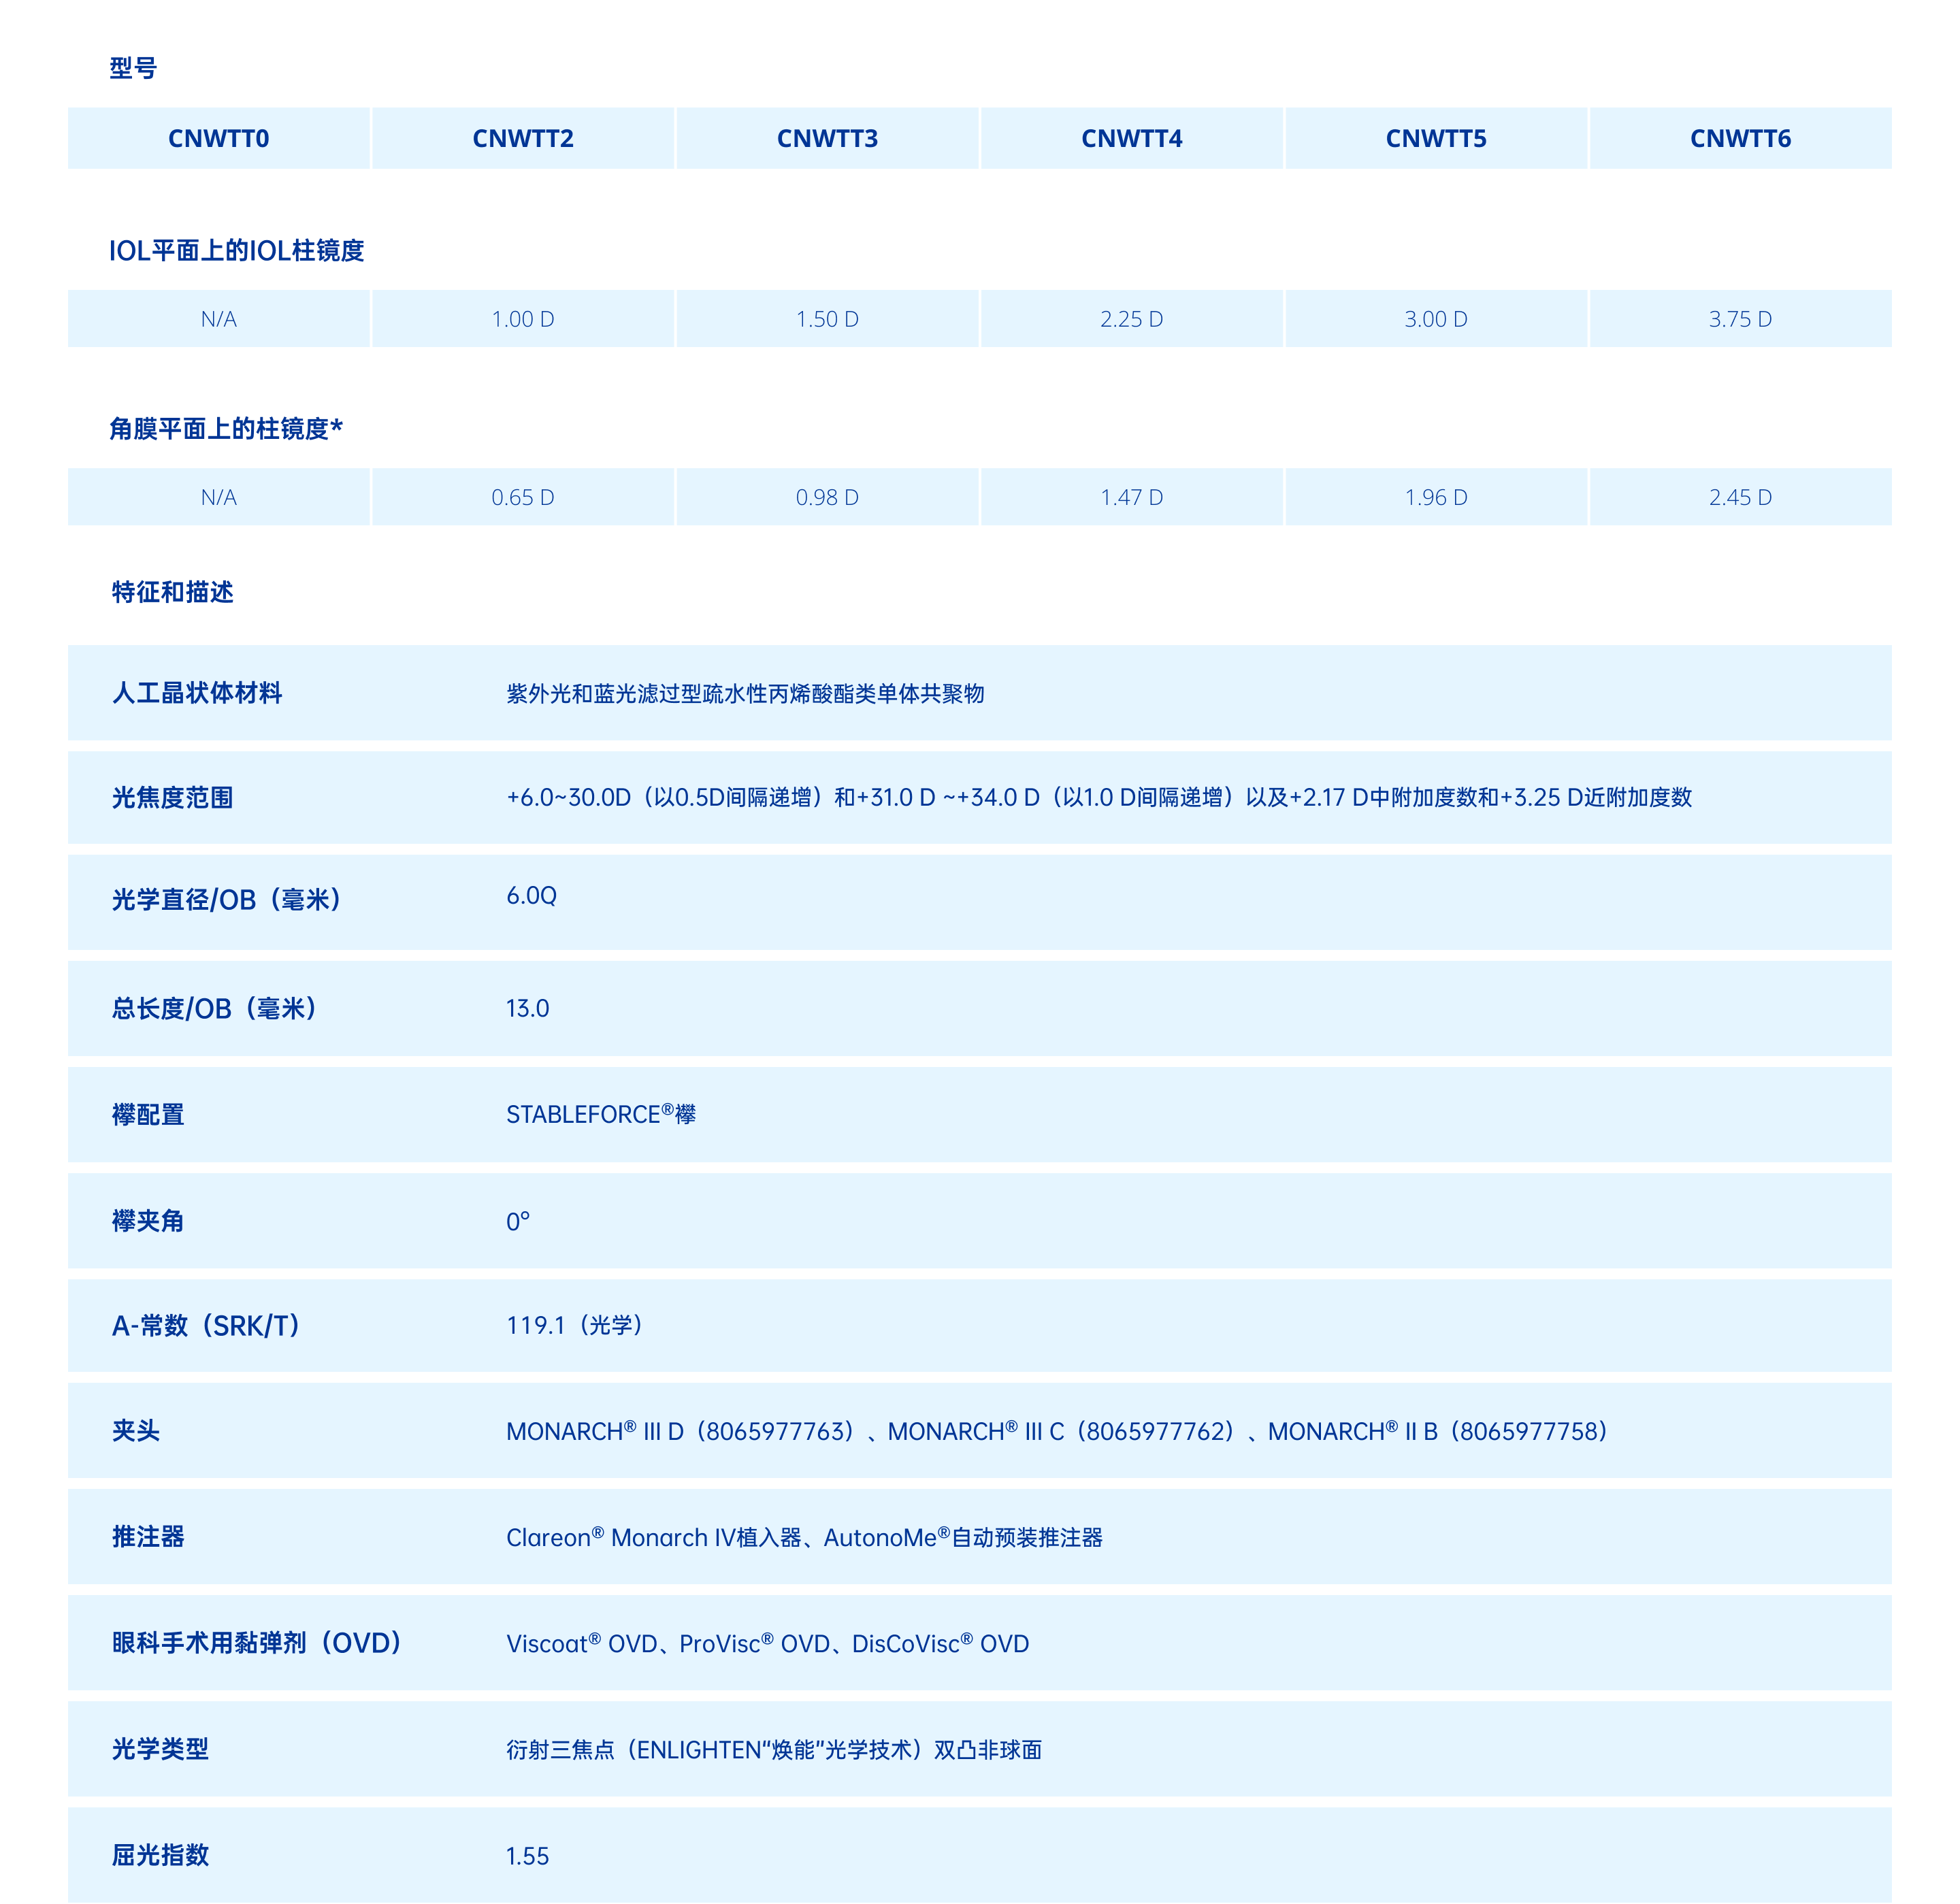 型号
CNWTT0 CNWTT2 CNWTT3 CNWTT4 CNWTT5 CNWTT6
IOL平面上的IOL柱镜度
N/A 1.00 D 1.50 D 2.25 D 3.00 D 3.75 D
角膜平面上的柱镜度*
N/A 0.65 D 0.98 D 1.47 D 1.96 D 2.45 D
特征和描述
人工晶状体材料 紫外光和蓝光滤过型疏水性丙烯酸酯类单体共聚物
光焦度范围 +6.0~30.0D（以0.5D间隔递增）和+31.0 D ~+34.0 D（以1.0 D间隔递增）以及+2.17 D中附加度数和+3.25 D近附加度数
光学直径/OB（毫米） 6.0Q
总长度/OB（毫米） 13.0
襻配置 STABLEFORCE®襻
襻夹角 0°
A-常数（SRK/T） 119.1（光学）
夹头 MONARCH® III D（8065977763）、MONARCH® III C（8065977762）、MONARCH® II B（8065977758）
推注器 Clareon® Monarch IV植入器、AutonoMe®自动预装推注器
眼科手术用黏弹剂（OVD） Viscoat® OVD、ProVisc® OVD、DisCoVisc® OVD
光学类型 衍射三焦点（ENLIGHTEN“焕能”光学技术）双凸非球面
屈光指数 1.55